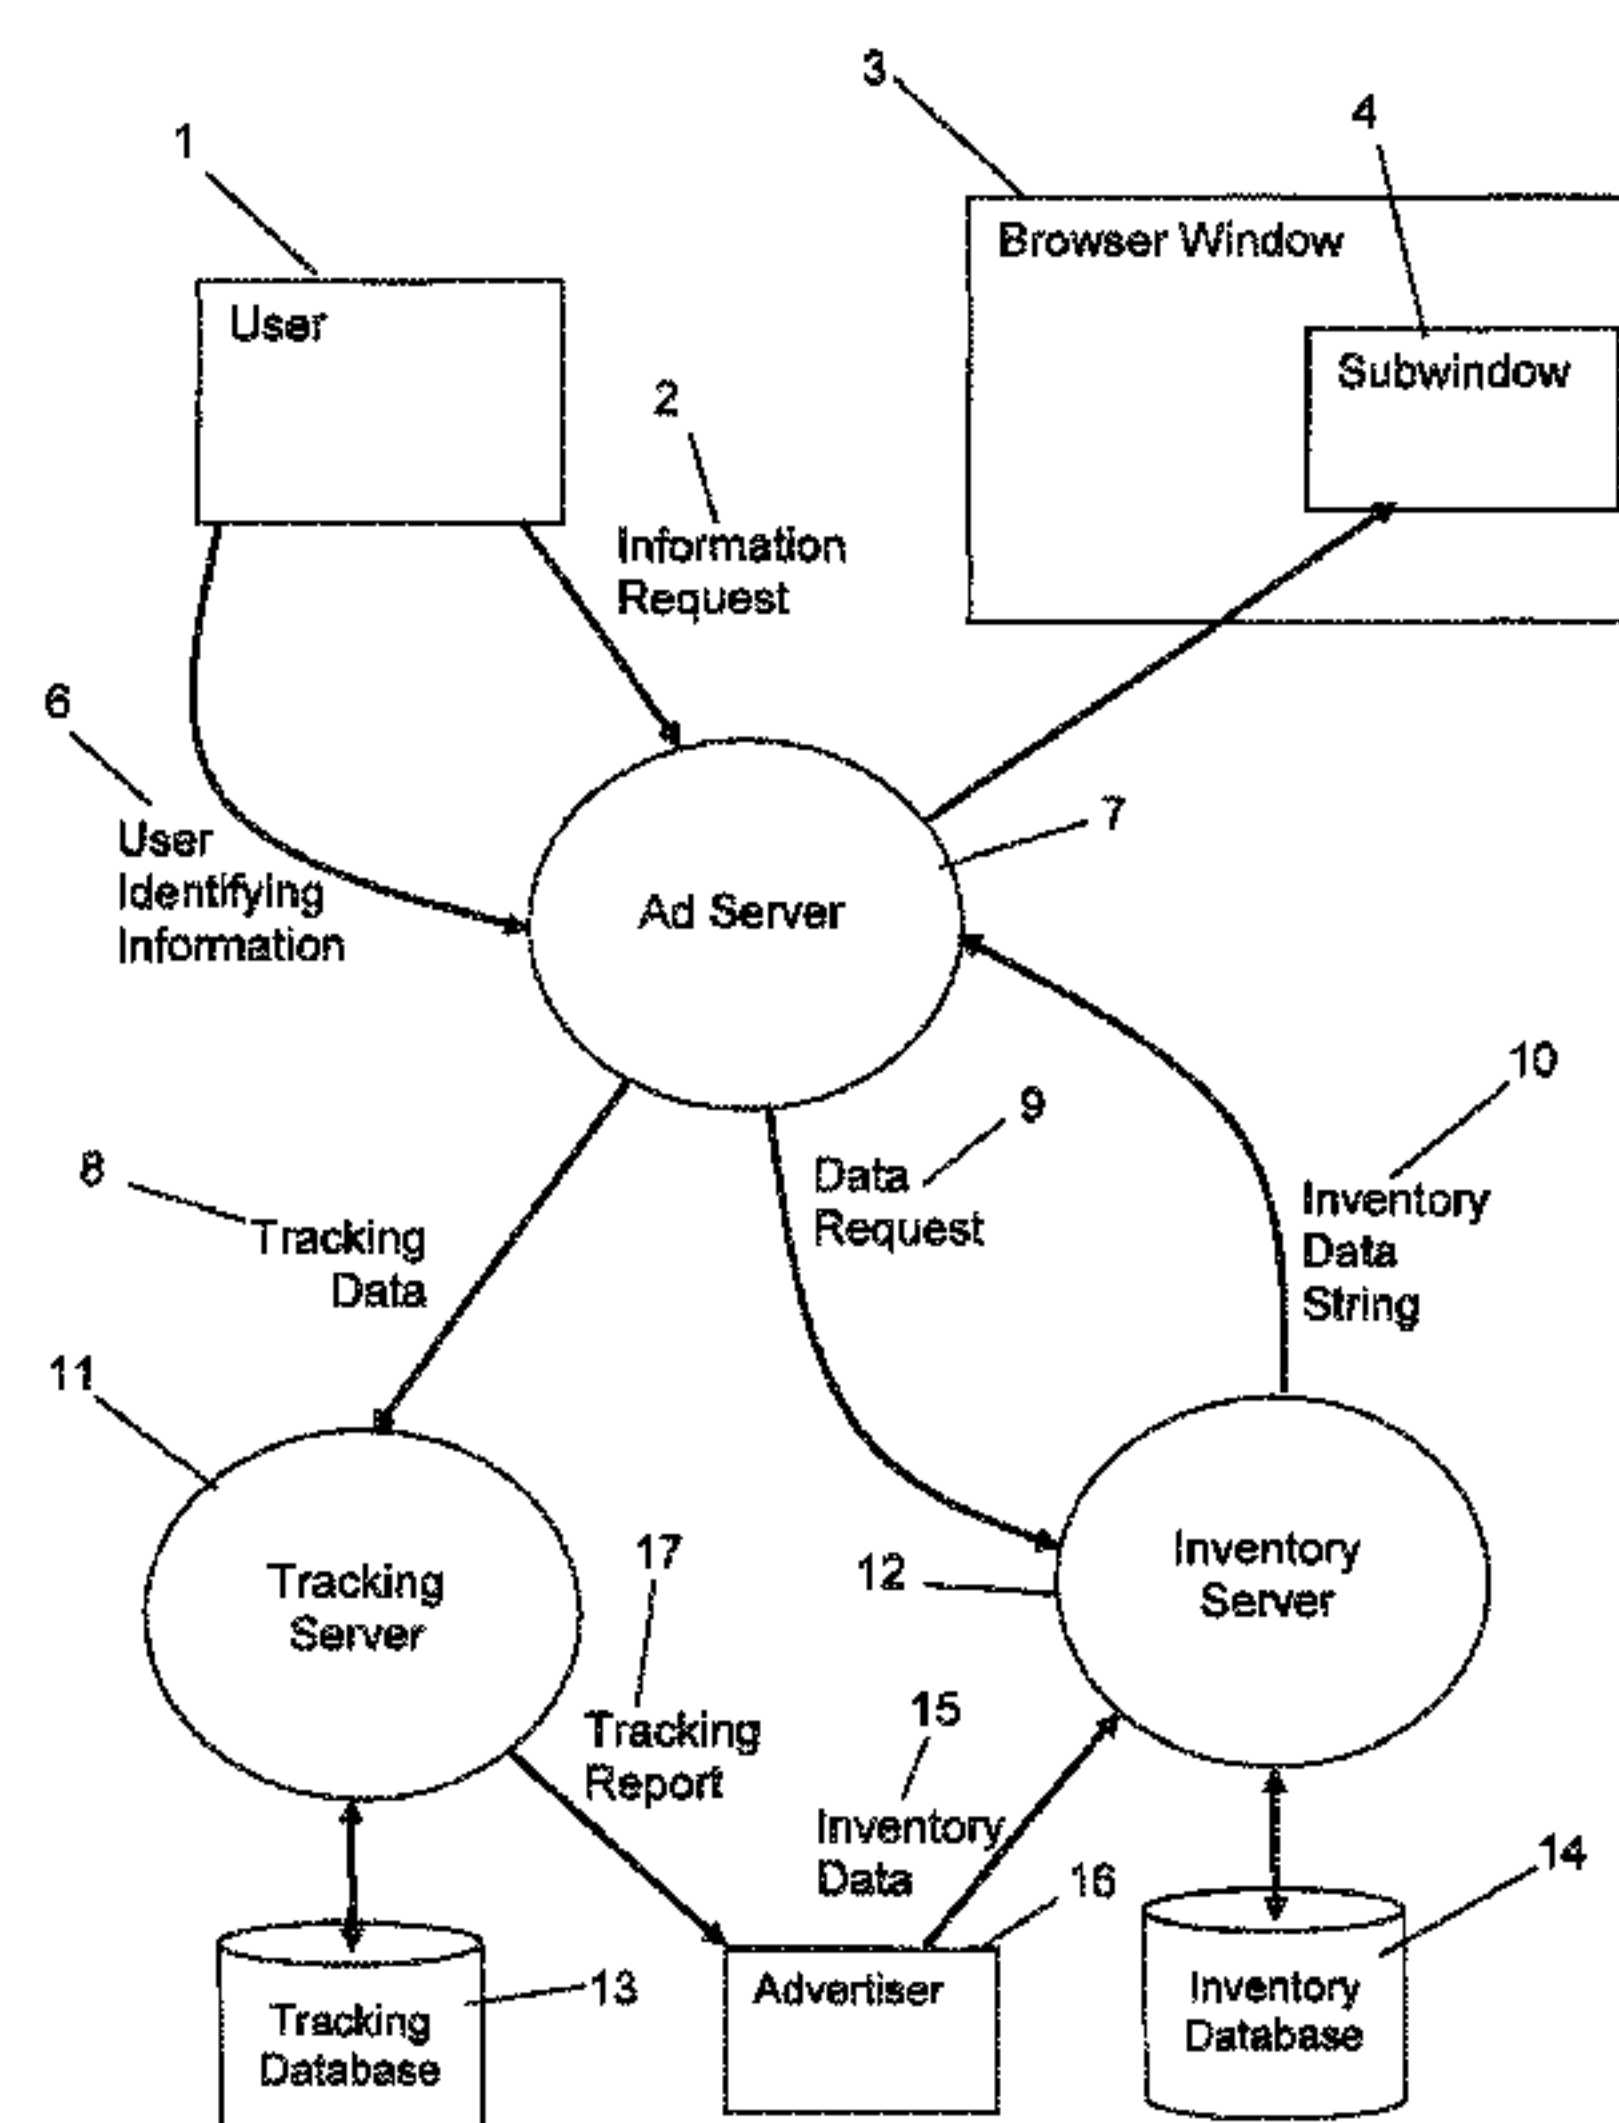 3
4
1
Browser Window
User
Subwindow
2
Information
Request
6
7
User
Identifying
Information
Ad Server
10
9
8
Data
Request
Inventory
Data
String
Tracking
Data
11
17
12
Inventory
Server
Tracking
Server
15
Tracking
Report
Inventory
Data
14
16
13
Advertiser
Inventory
Database
Tracking
Database